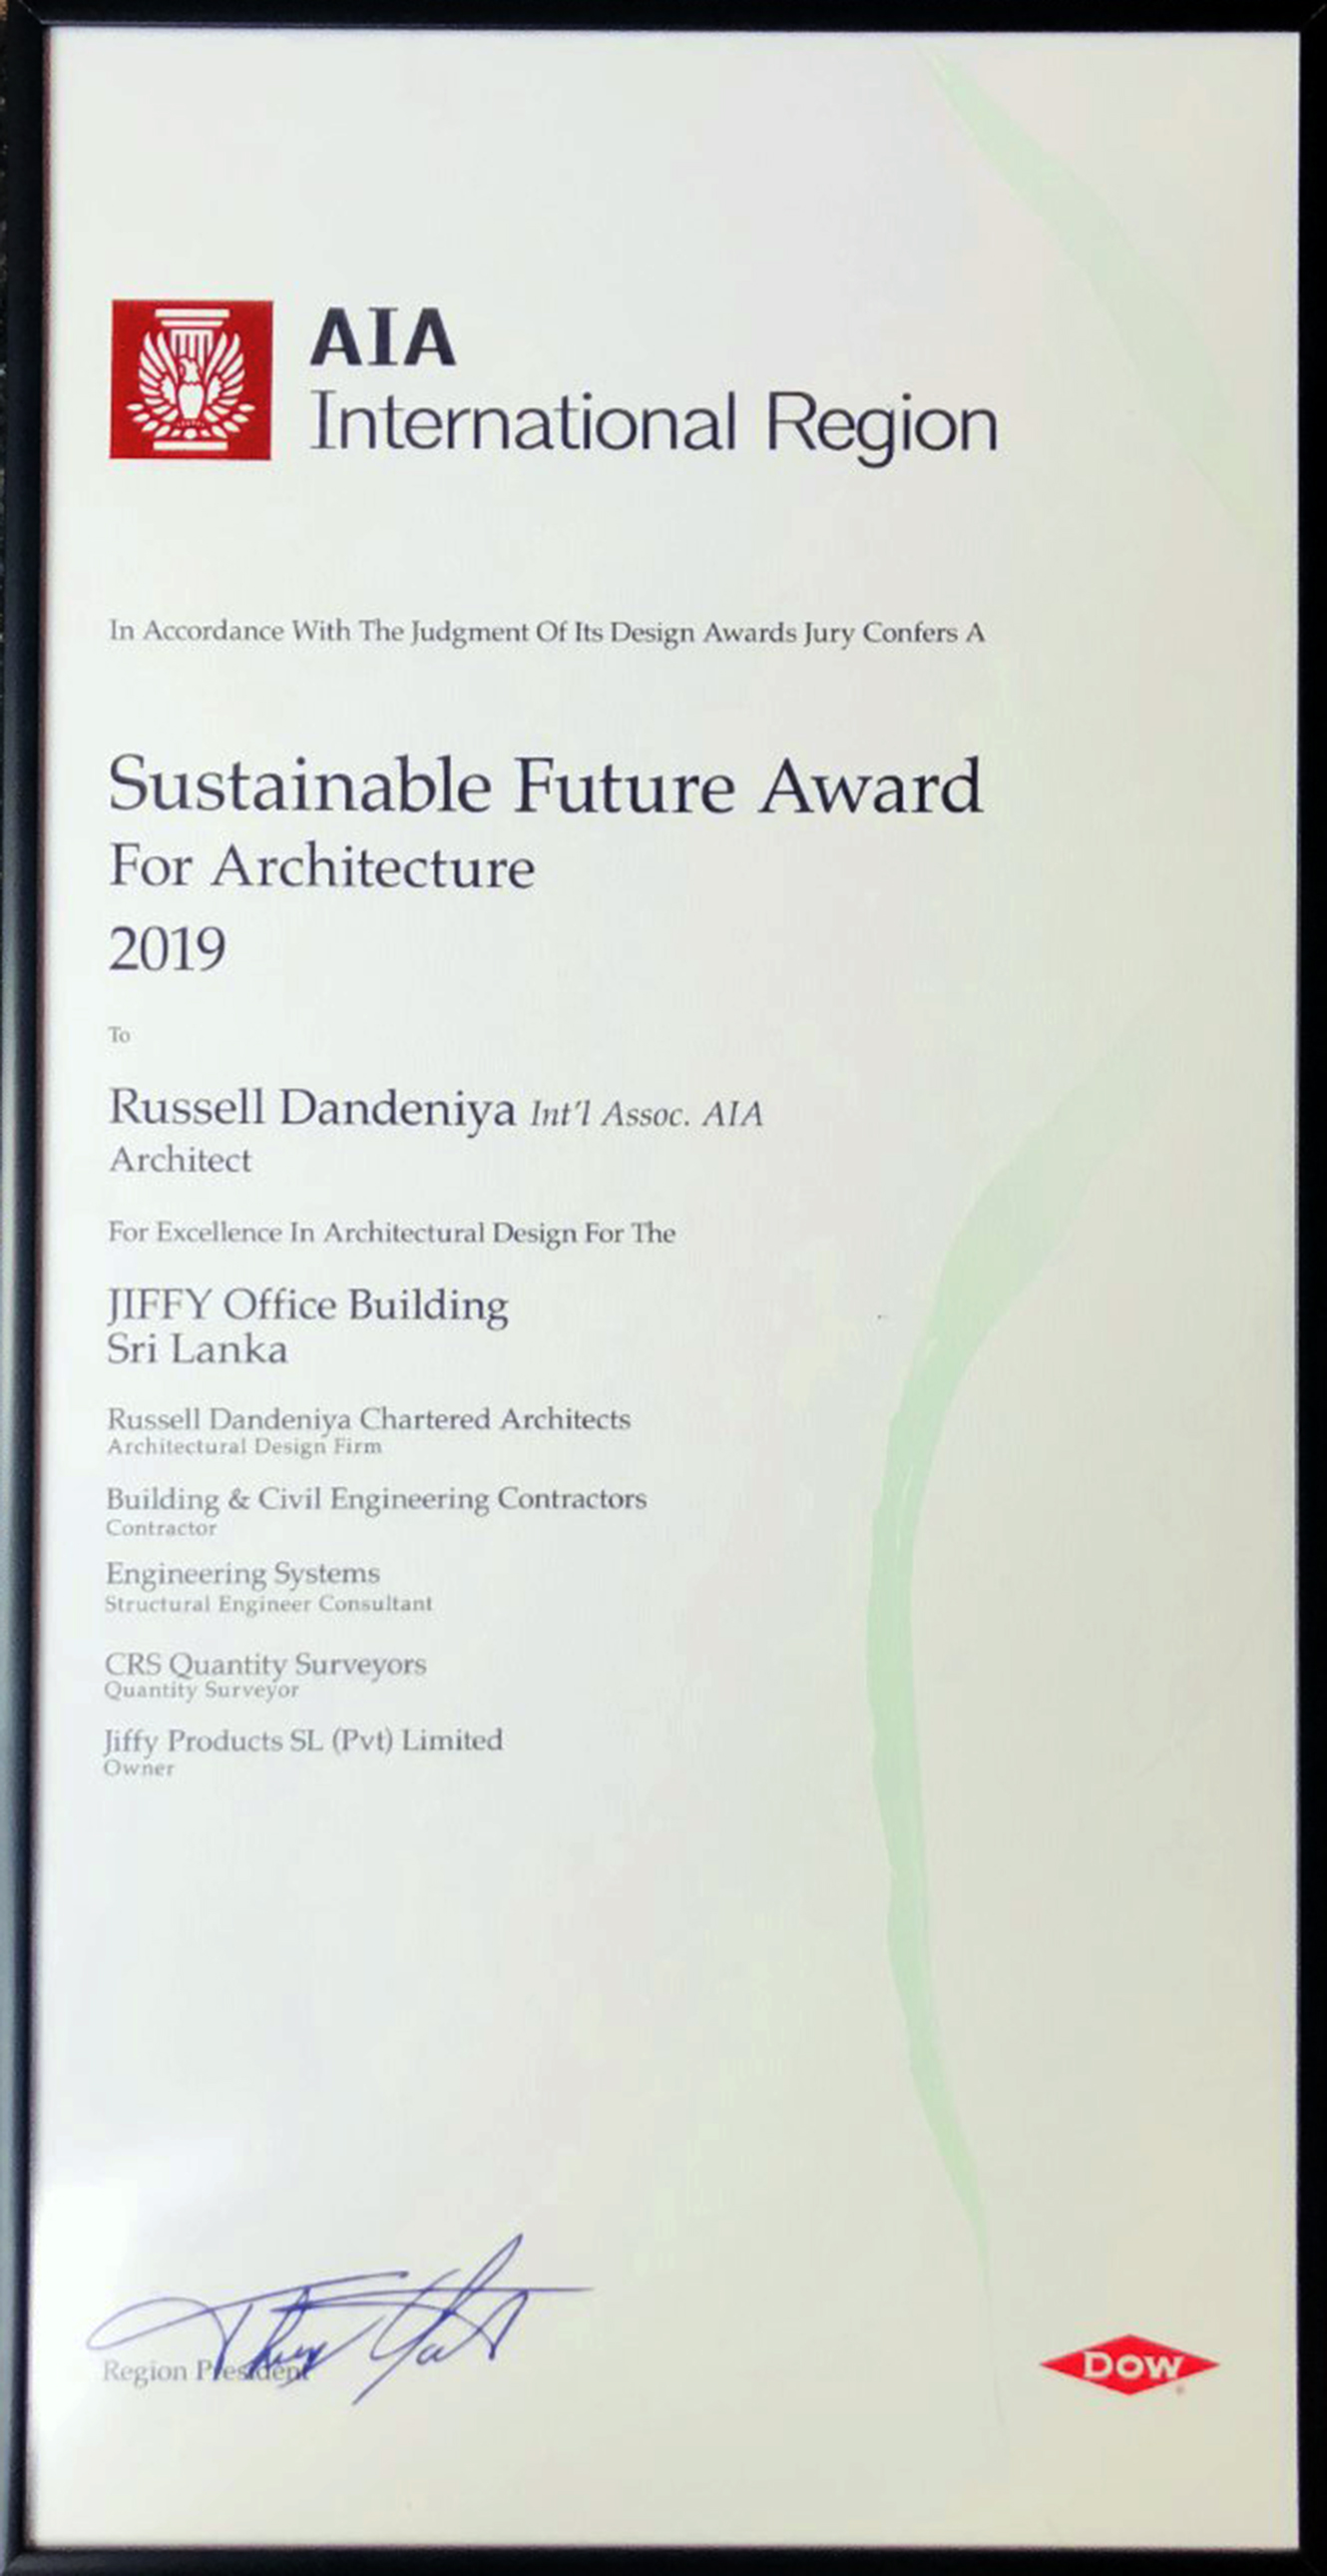 AIA
International Region
In Accordance With The Judgment Of Its Design Awards Jury Confers A
Sustainable Future Award
For Architecture
2019
To
Russell Dandeniya Int'l Assoc. AIA
Architect
For Excellence In Architectural Design For The
JIFFY Office Building
Sri Lanka
Russell Dandeniya Chartered Architects
Architectural Design Firm
Building & Civil Engineering Contractors
Contractor
Engineering Systems
Structural Engineer Consultant
CRS Quantity Surveyors
Quantity Surveyor
Jiffy Products SL (Pvt) Limited
Owner
Region President
DOW